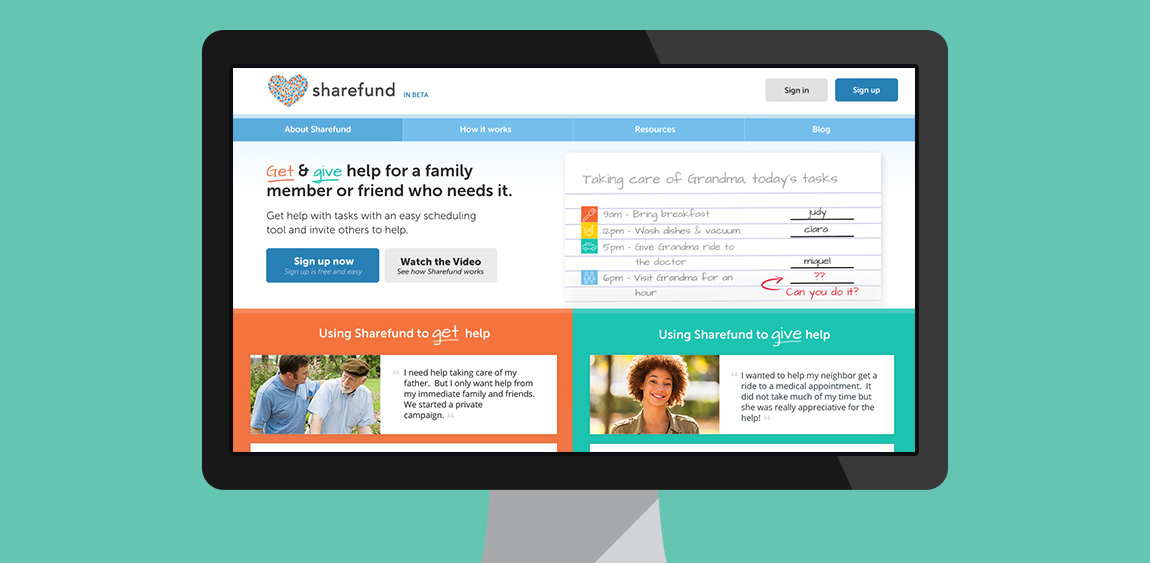 sharefund IN BETA
Sign in
Sign up
About Sharefund
How it works
Resources
Blog
Get & give help for a family
member or friend who needs it.
Get help with tasks with an easy scheduling
tool and invite others to help.
Sign up now
Sign up is free and easy
Watch the Video
See how Sharefund works
Taking care of Grandma, today's tasks
9am - Bring breakfast judy
12pm - Wash dishes & vacuum clara
5pm - Give Grandma ride to
the doctor miguel
6pm - Visit Grandma for an ??
hour Can you do it?
Using Sharefund to get help
“ I need help taking care of my
father. But I only want help from
my immediate family and friends.
We started a private
campaign. “
Using Sharefund to give help
“ I wanted to help my neighbor get a
ride to a medical appointment. It
did not take much of my time but
she was really appreciative for the
help! “